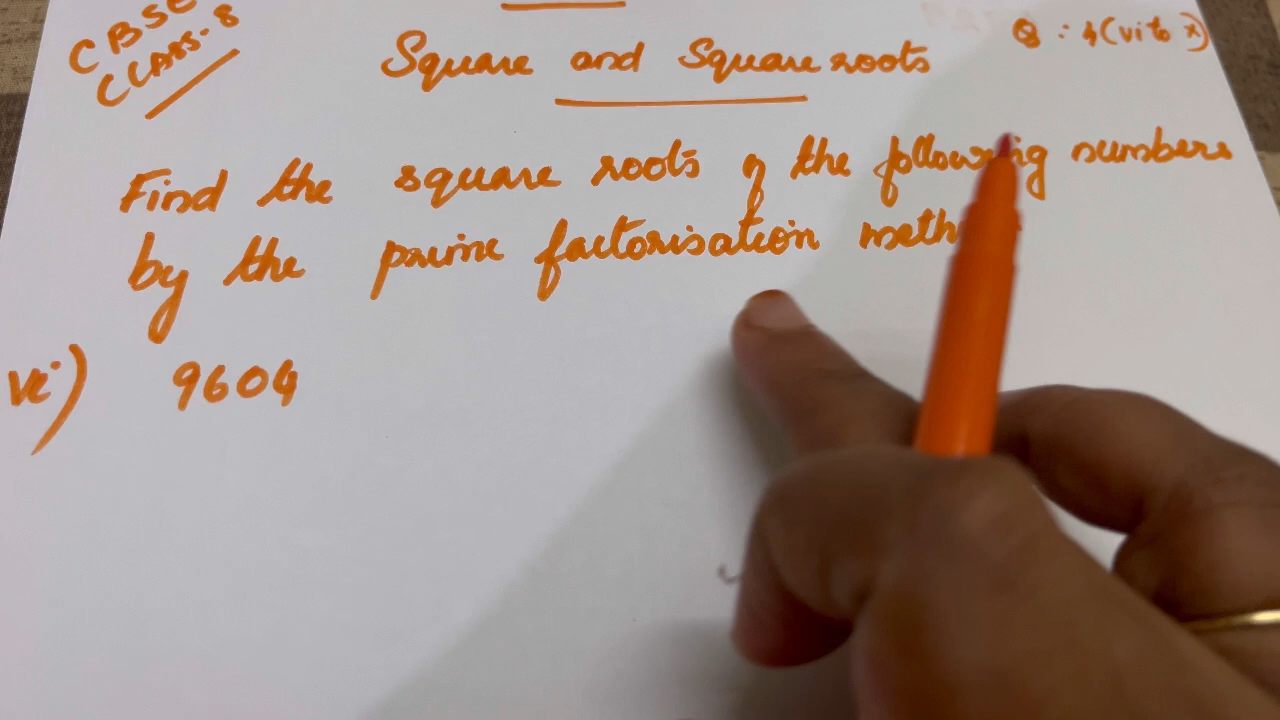 CBSE
CLASS-8
Square and Square roots
Q : 4(vi to x)
Find the square roots of the following numbers
by the prime factorisation
vi) 9604